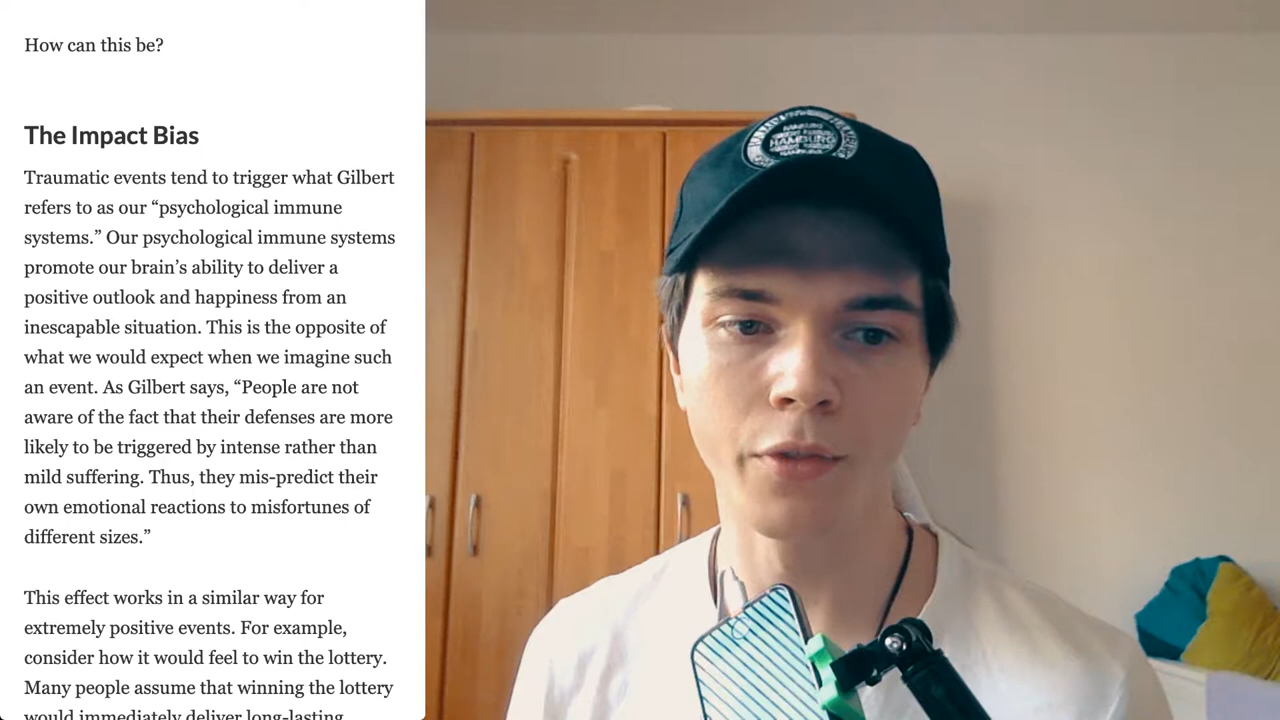 How can this be?
The Impact Bias
Traumatic events tend to trigger what Gilbert
refers to as our “psychological immune
systems.” Our psychological immune systems
promote our brain’s ability to deliver a
positive outlook and happiness from an
inescapable situation. This is the opposite of
what we would expect when we imagine such
an event. As Gilbert says, “People are not
aware of the fact that their defenses are more
likely to be triggered by intense rather than
mild suffering. Thus, they mis-predict their
own emotional reactions to misfortunes of
different sizes.”
This effect works in a similar way for
extremely positive events. For example,
consider how it would feel to win the lottery.
Many people assume that winning the lottery
would immediately deliver long-lasting
HAMBURG